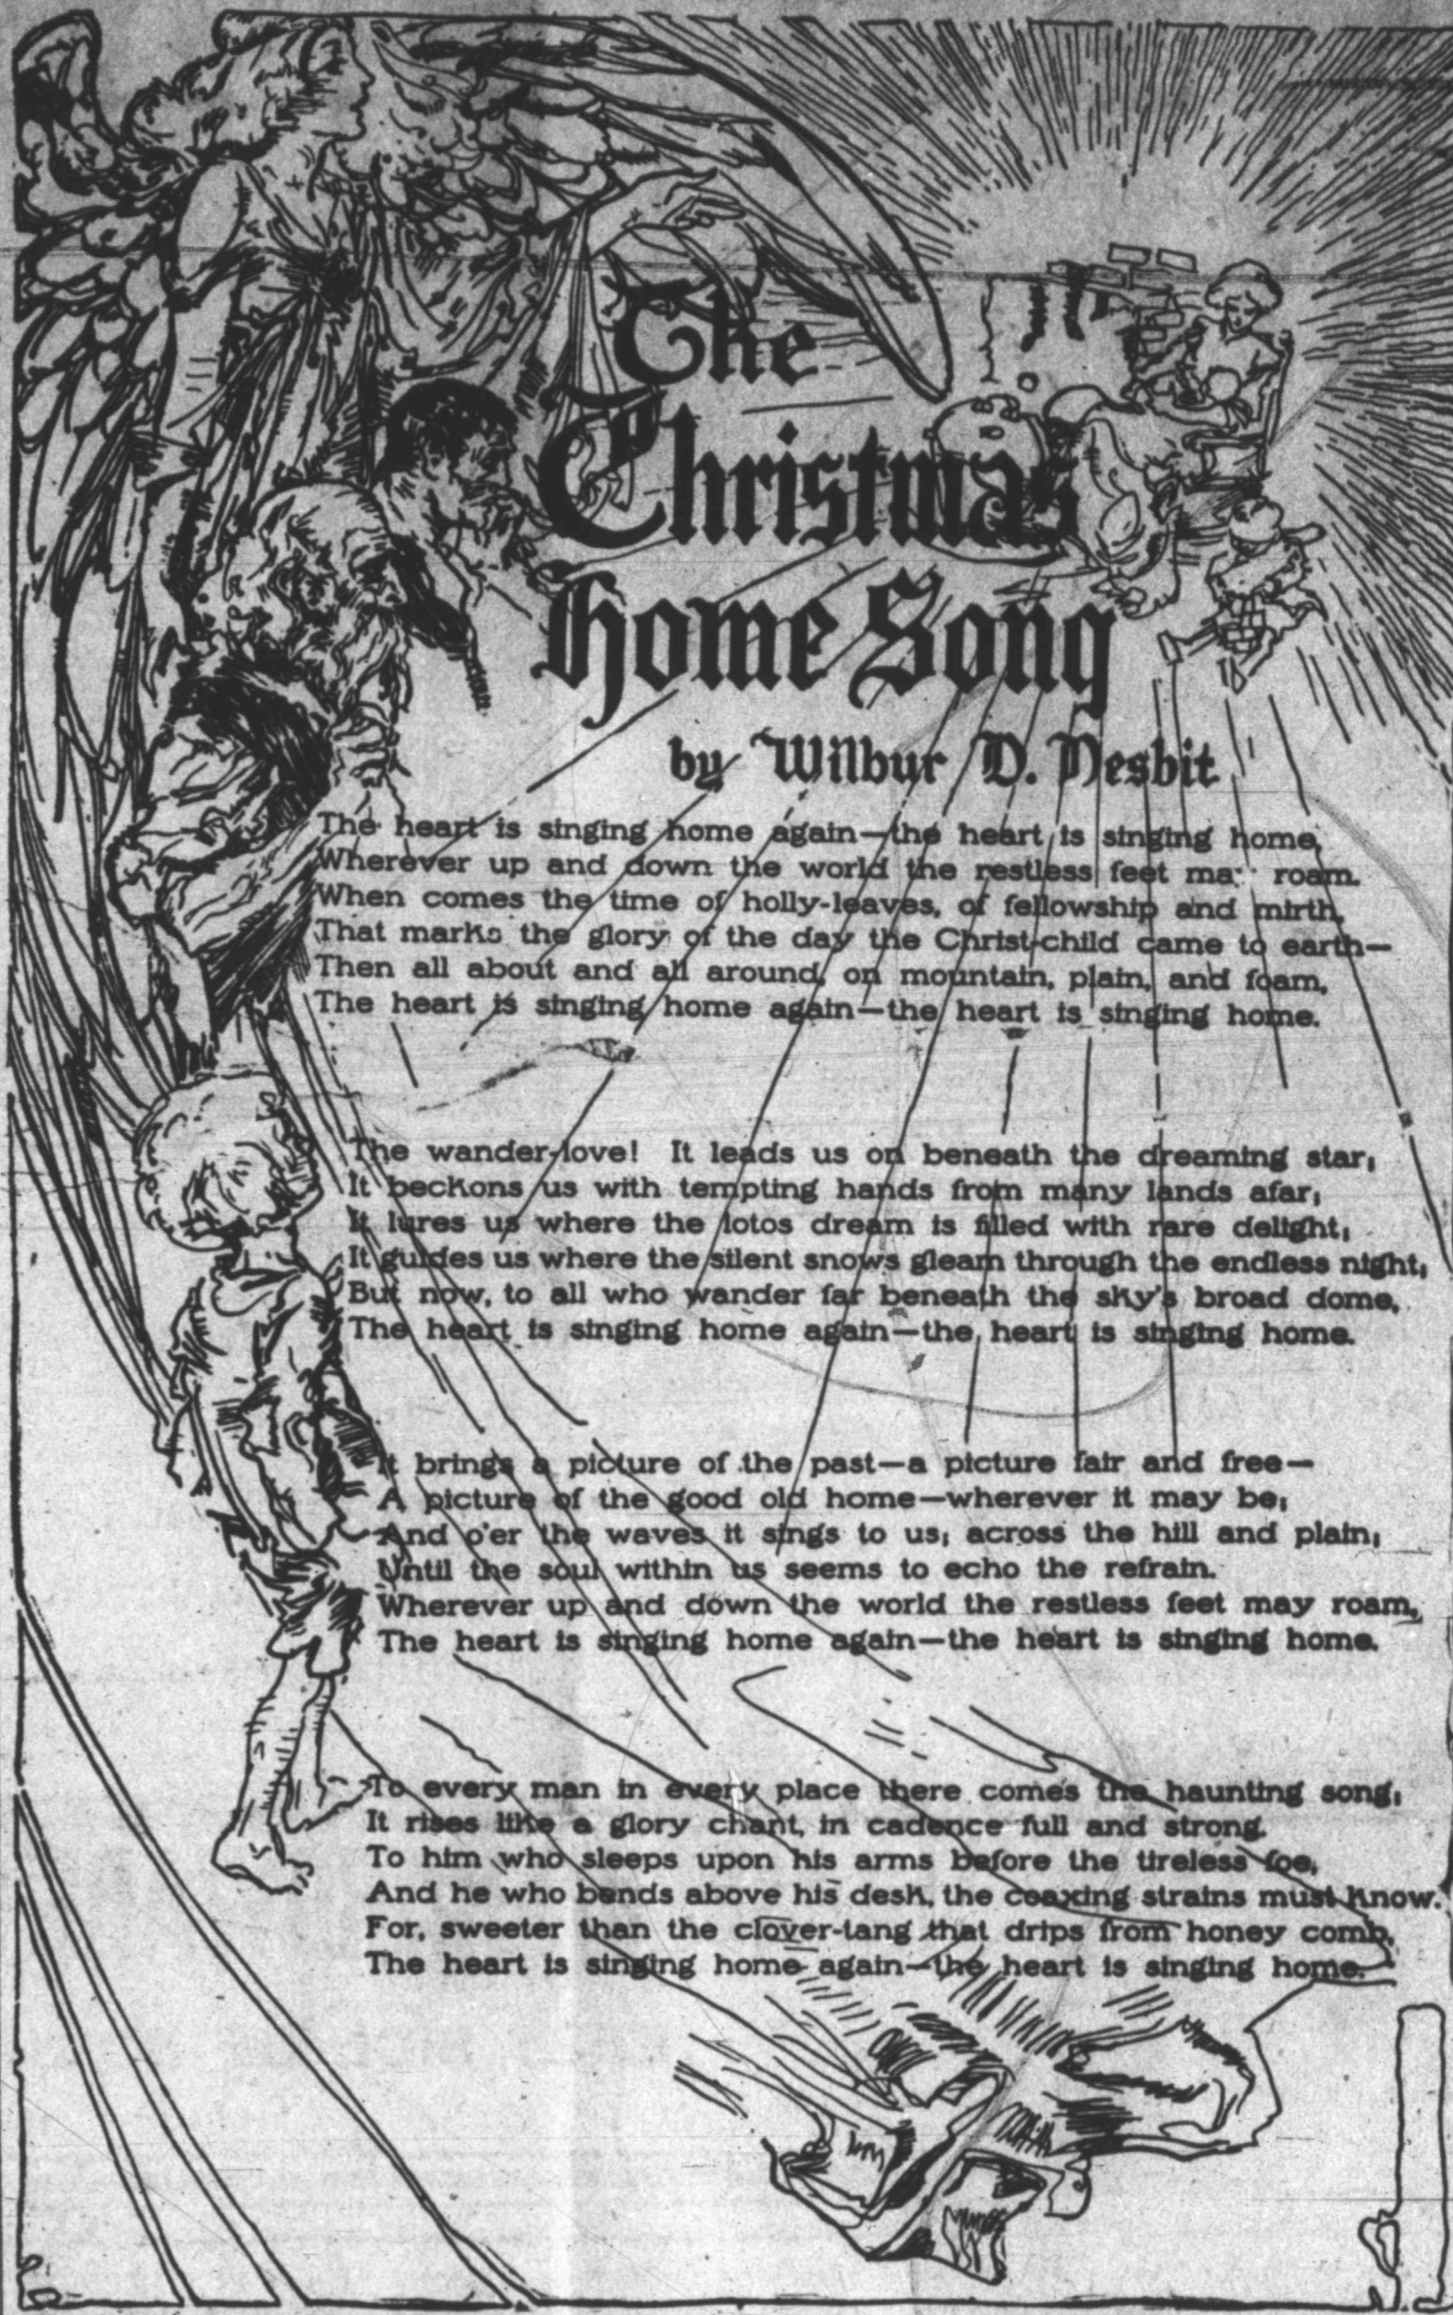 The
Christmas
Home Song
by Wilbur D. Nesbit
The heart is singing home again—the heart is singing home,
Wherever up and down the world the restless feet ma roam.
When comes the time of holly-leaves, of fellowship and mirth,
That marks the glory of the day the Christ-child came to earth—
Then all about and all around, on mountain, plain, and foam,
The heart is singing home again—the heart is singing home.
The wander-love! It leads us on beneath the dreaming star;
It beckons us with tempting hands from many lands afar;
It lures us where the lotos dream is filled with rare delight;
It guides us where the silent snows gleam through the endless night;
But now, to all who wander far beneath the sky's broad dome,
The heart is singing home again—the heart is singing home.
It brings a picture of the past—a picture fair and free—
A picture of the good old home—wherever it may be;
And o'er the waves it sings to us; across the hill and plain;
Until the soul within us seems to echo the refrain.
Wherever up and down the world the restless feet may roam,
The heart is singing home again—the heart is singing home.
To every man in every place there comes the haunting song;
It rises like a glory chant, in cadence full and strong.
To him who sleeps upon his arms before the tireless foe,
And he who bends above his desk, the coaxing strains must know.
For, sweeter than the clover-tang that drips from honey comb,
The heart is singing home again—the heart is singing home.